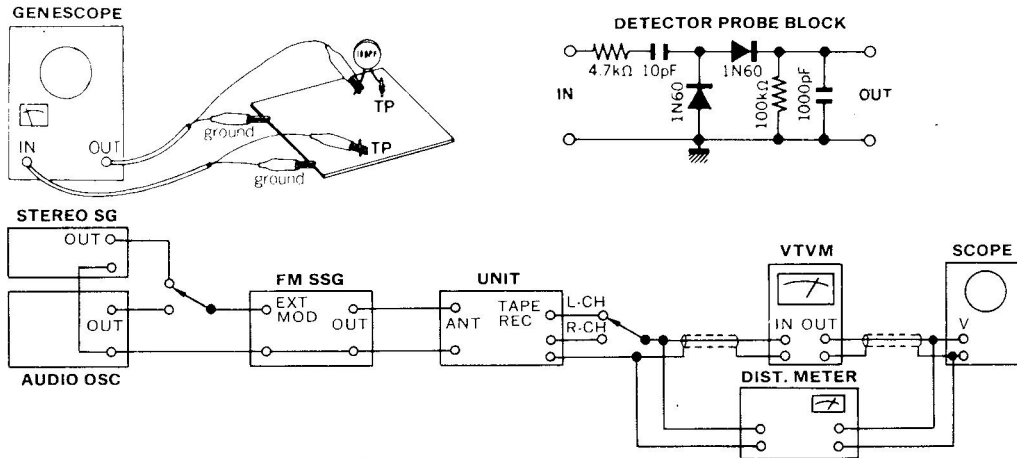 GENESCOPE
IN
OUT
ground
ground
100PF
TP
TP
DETECTOR PROBE BLOCK
4.7kΩ
10pF
1N60
1N60
100kΩ
1000pF
IN
OUT
STEREO SG
OUT
OUT
AUDIO OSC
FM SSG
EXT
MOD
OUT
UNIT
ANT
TAPE
REC
L-CH
R-CH
VTVM
IN OUT
DIST. METER
SCOPE
V